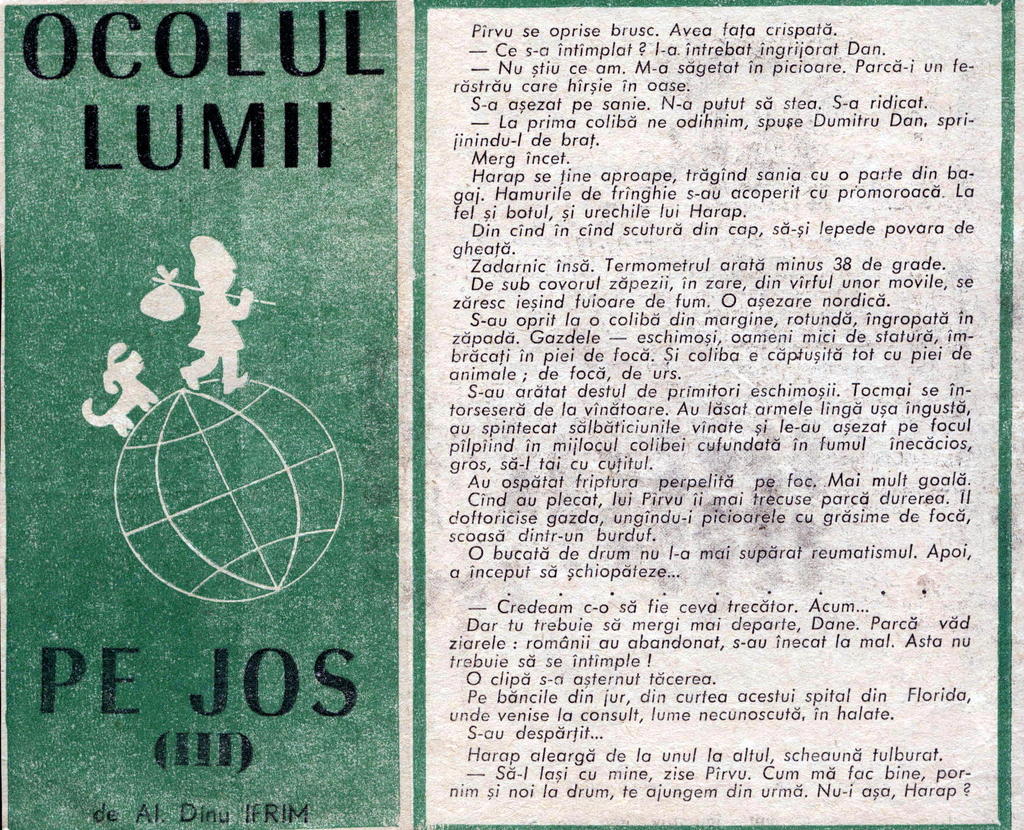 OCOLUL
LUMII
PE JOS
(III)
de Al. Dinu IFRIM
Pîrvu se oprise brusc. Avea fața crispată.
— Ce s-a întîmplat ? l-a întrebat îngrijorat Dan.
— Nu știu ce am. M-a săgetat în picioare. Parcă-i un fe-
răstrău care hîrșie în oase.
S-a așezat pe sanie. N-a putut să stea. S-a ridicat.
— La prima colibă ne odihnim, spuse Dumitru Dan, spri-
jinindu-l de braț.
Merg încet.
Harap se ține aproape, trăgînd sania cu o parte din ba-
gaj. Hamurile de frînghie s-au acoperit cu promoroacă. La
fel și botul, și urechile lui Harap.
Din cînd în cînd scutură din cap, să-și lepede povara de
gheață.
Zadarnic însă. Termometrul arată minus 38 de grade.
De sub covorul zăpezii, în zare, din vîrful unor movile, se
zăresc ieșind fuioare de fum. O așezare nordică.
S-au oprit la o colibă din margine, rotundă, îngropată în
zăpadă. Gazdele — eschimoși, oameni mici de statură, îm-
brăcați în piei de focă. Și coliba e căptușită tot cu piei de
animale ; de focă, de urs.
S-au arătat destul de primitori eschimoșii. Tocmai se în-
torseseră de la vînătoare. Au lăsat armele lîngă ușa îngustă,
au spintecat sălbăticiunile vînate și le-au așezat pe focul
pîlpîind în mijlocul colibei cufundată în fumul înecăcios,
gros, să-l tai cu cuțitul.
Au ospătat friptura perpelită pe foc. Mai mult goală.
Cînd au plecat, lui Pîrvu îi mai trecuse parcă durerea. Îl
doftoricise gazda, ungîndu-i picioarele cu grăsime de focă,
scoasă dintr-un burduf.
O bucată de drum nu l-a mai supărat reumatismul. Apoi,
a început să șchiopăteze...
. . . . . . . . . .
— Credeam c-o să fie ceva trecător. Acum...
Dar tu trebuie să mergi mai departe, Dane. Parcă văd
ziarele : românii au abandonat, s-au înecat la mal. Asta nu
trebuie să se întîmple !
O clipă s-a așternut tăcerea.
Pe băncile din jur, din curtea acestui spital din Florida,
unde venise la consult, lume necunoscută, în halate.
S-au despărțit...
Harap aleargă de la unul la altul, scheaună tulburat.
— Să-l lași cu mine, zise Pîrvu. Cum mă fac bine, por-
nim și noi la drum, te ajungem din urmă. Nu-i așa, Harap ?